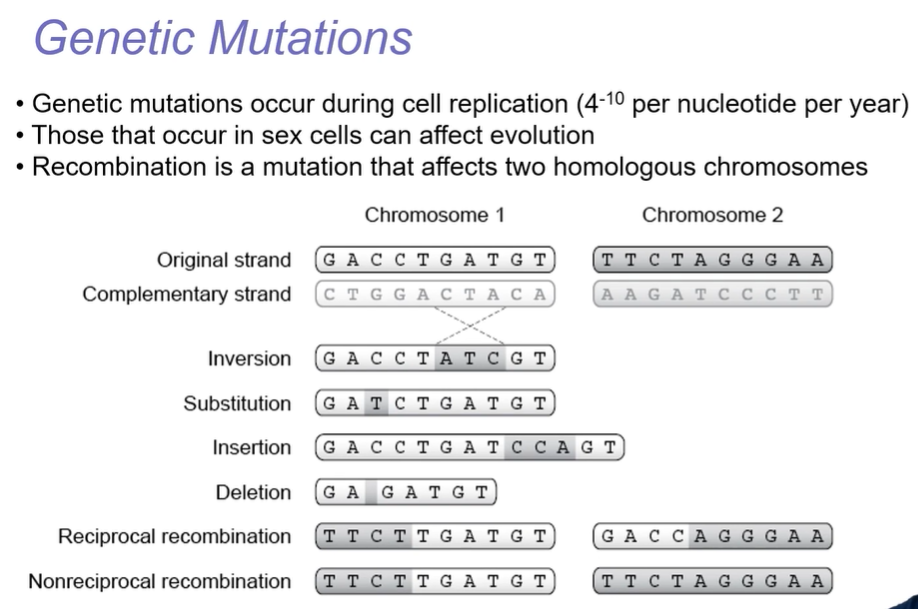 Genetic Mutations
• Genetic mutations occur during cell replication (4⁻¹⁰ per nucleotide per year)
• Those that occur in sex cells can affect evolution
• Recombination is a mutation that affects two homologous chromosomes
Chromosome 1 Chromosome 2
Original strand G A C C T G A T G T T T C T A G G G A A
Complementary strand C T G G A C T A C A A A G A T C C C T T
Inversion G A C C T A T C G T
Substitution G A T C T G A T G T
Insertion G A C C T G A T C C A G T
Deletion G A G A T G T
Reciprocal recombination T T C T T G A T G T G A C C A G G G A A
Nonreciprocal recombination T T C T T G A T G T T T C T A G G G A A